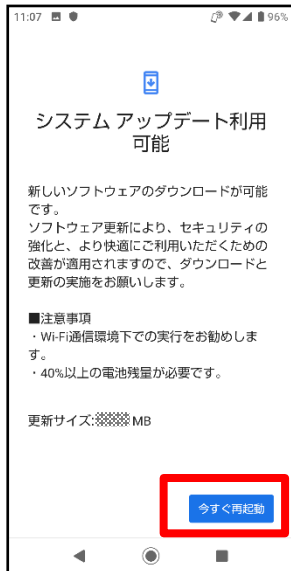 11:07
96%
システム アップデート利用
可能
新しいソフトウェアのダウンロードが可能
です。
ソフトウェア更新により、セキュリティの
強化と、より快適にご利用いただくための
改善が適用されますので、ダウンロードと
更新の実施をお願いします。
■注意事項
・Wi-Fi通信環境下での実行をお勧めしま
す。
・40%以上の電池残量が必要です。
更新サイズ: MB
今すぐ再起動